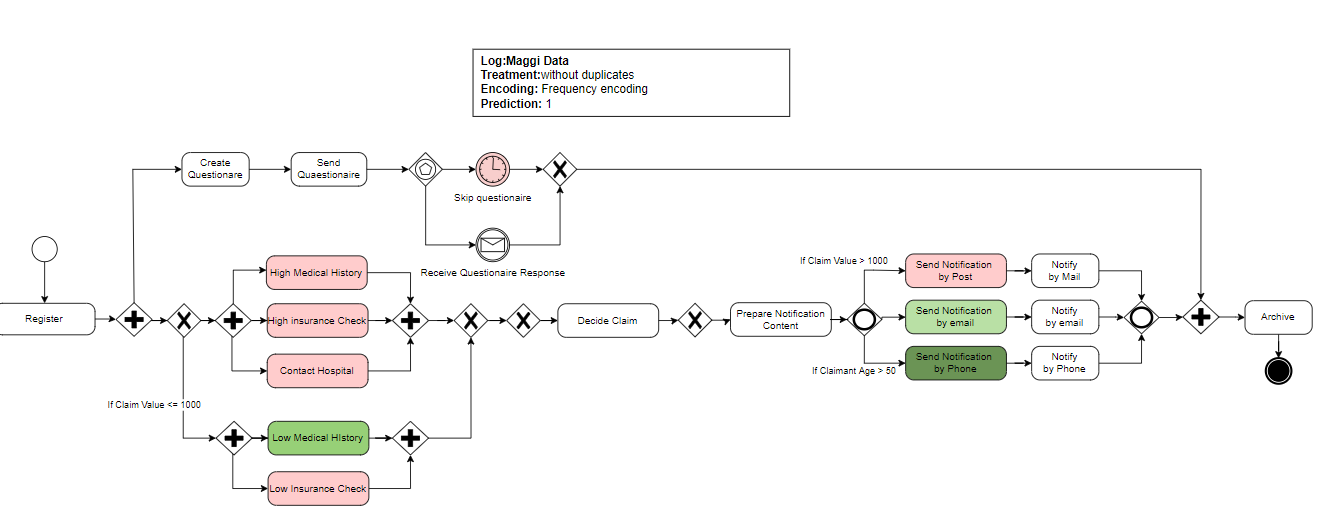 Log:Maggi Data
Treatment:without duplicates
Encoding: Frequency encoding
Prediction: 1
Create
Questionare
Send
Quaestionaire
Skip questionaire
Receive Questionaire Response
Register
High Medical History
High insurance Check
Contact Hospital
If Claim Value <= 1000
Low Medical HIstory
Low Insurance Check
Decide Claim
Prepare Notification
Content
If Claim Value > 1000
Send Notification
by Post
Notify
by Mail
Send Notification
by email
Notify
by email
If Claimant Age > 50
Send Notification
by Phone
Notify
by Phone
Archive